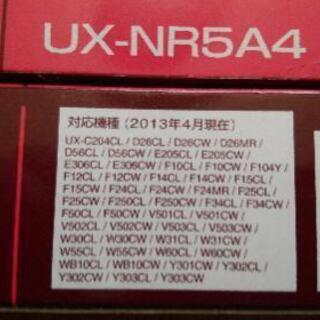 UX-NR5A4
対応機種（2013年4月現在）
UX-C204CL / D26CL / D26CW / D26MR /
D56CL / D56CW / E205CL / E205CW /
E306CL / E306CW / F10CL / F10CW / F104Y /
F12CL / F12CW / F14CL / F14CW / F15CL /
F15CW / F24CL / F24CW / F24MR / F25CL /
F25CW / F250CL / F250CW / F34CL / F34CW /
F50CL / F50CW / V501CL / V501CW /
V502CL / V502CW / V503CL / V503CW /
W30CL / W30CW / W31CL / W31CW /
W55CL / W55CW / W60CL / W60CW /
WB10CL / WB10CW / Y301CW / Y302CL /
Y302CW / Y303CL / Y303CW